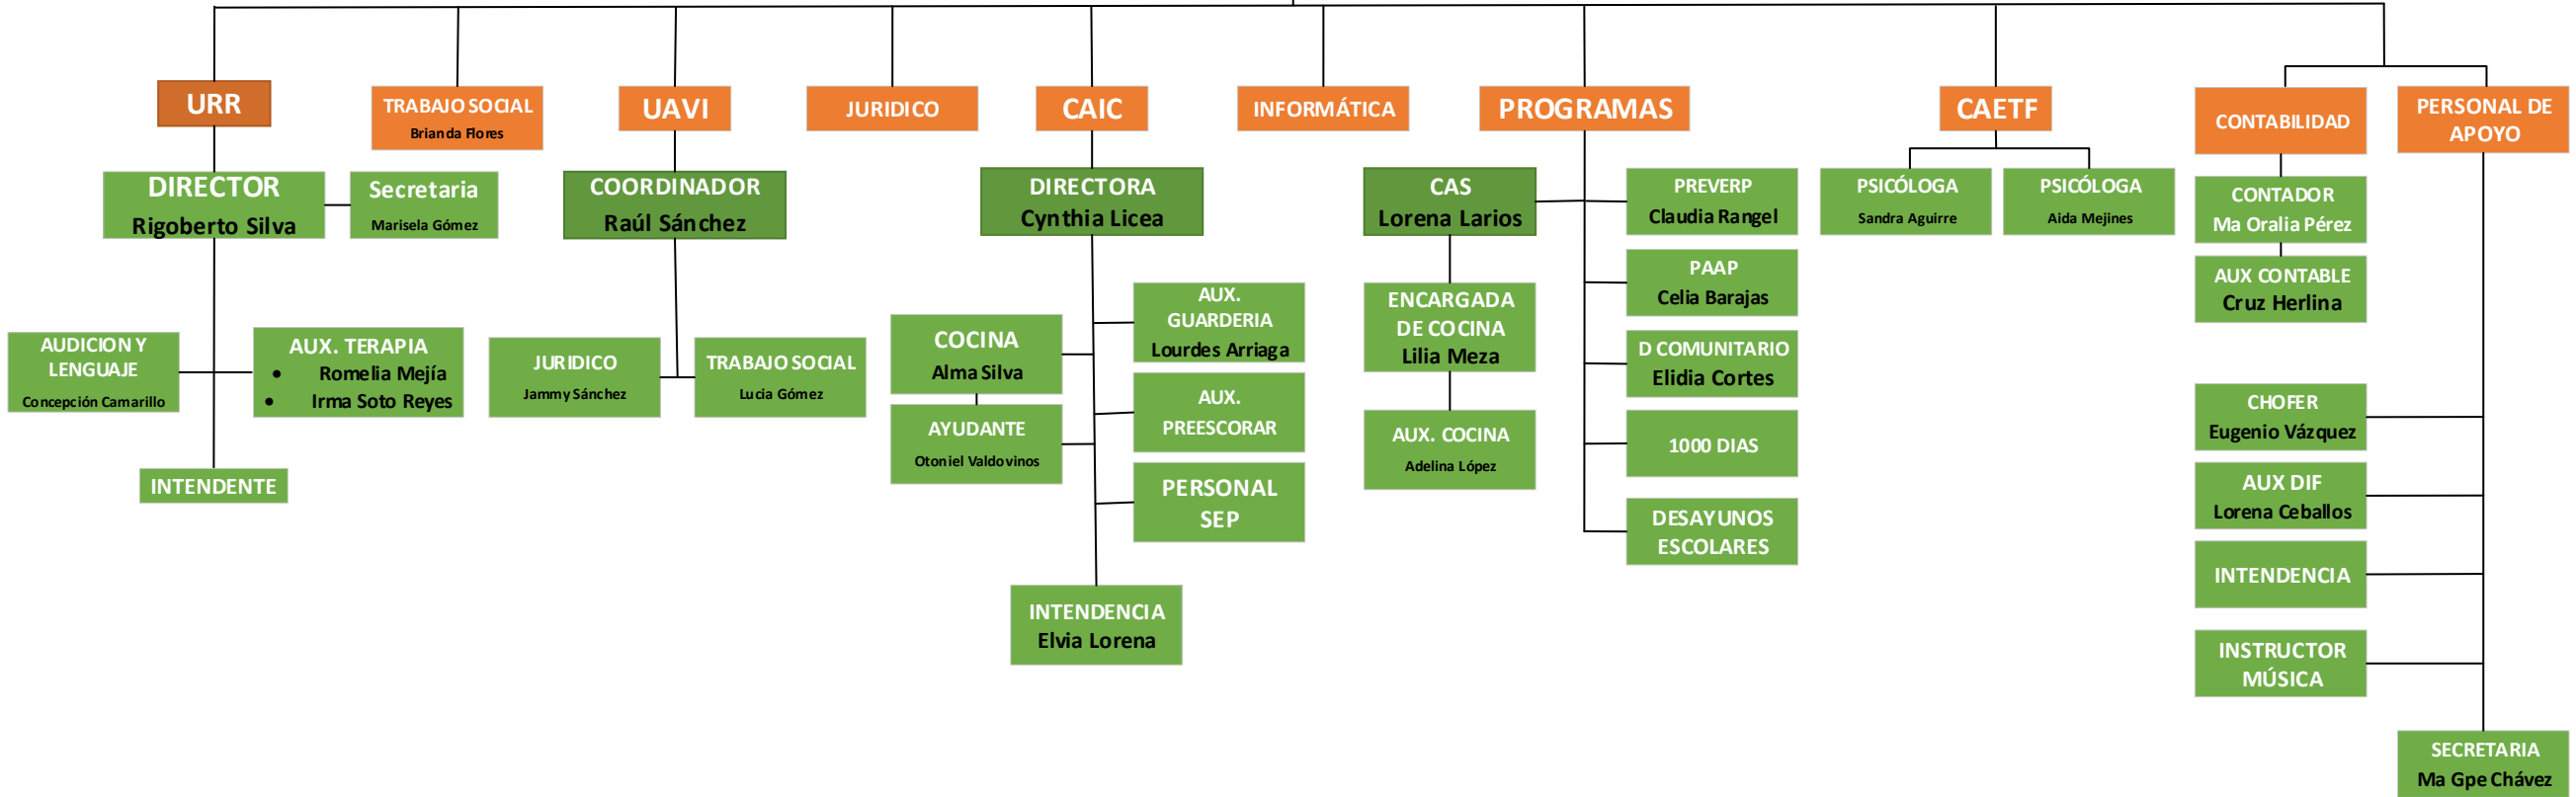 URR
TRABAJO SOCIAL
Brianda Flores
UAVI
JURIDICO
CAIC
INFORMÁTICA
PROGRAMAS
CAETF
CONTABILIDAD
PERSONAL DE
APOYO
DIRECTOR
Rigoberto Silva
Secretaria
Marisela Gómez
AUDICION Y
LENGUAJE
Concepción Camarillo
AUX. TERAPIA
• Romelia Mejía
• Irma Soto Reyes
INTENDENTE
COORDINADOR
Raúl Sánchez
JURIDICO
Jammy Sánchez
TRABAJO SOCIAL
Lucia Gómez
DIRECTORA
Cynthia Licea
COCINA
Alma Silva
AYUDANTE
Otoniel Valdovinos
AUX.
GUARDERIA
Lourdes Arriaga
AUX.
PREESCORAR
PERSONAL
SEP
INTENDENCIA
Elvia Lorena
CAS
Lorena Larios
ENCARGADA
DE COCINA
Lilia Meza
AUX. COCINA
Adelina López
PREVERP
Claudia Rangel
PAAP
Celia Barajas
D COMUNITARIO
Elidia Cortes
1000 DIAS
DESAYUNOS
ESCOLARES
PSICÓLOGA
Sandra Aguirre
PSICÓLOGA
Aida Mejines
CONTADOR
Ma Oralia Pérez
AUX CONTABLE
Cruz Herlina
CHOFER
Eugenio Vázquez
AUX DIF
Lorena Ceballos
INTENDENCIA
INSTRUCTOR
MÚSICA
SECRETARIA
Ma Gpe Chávez